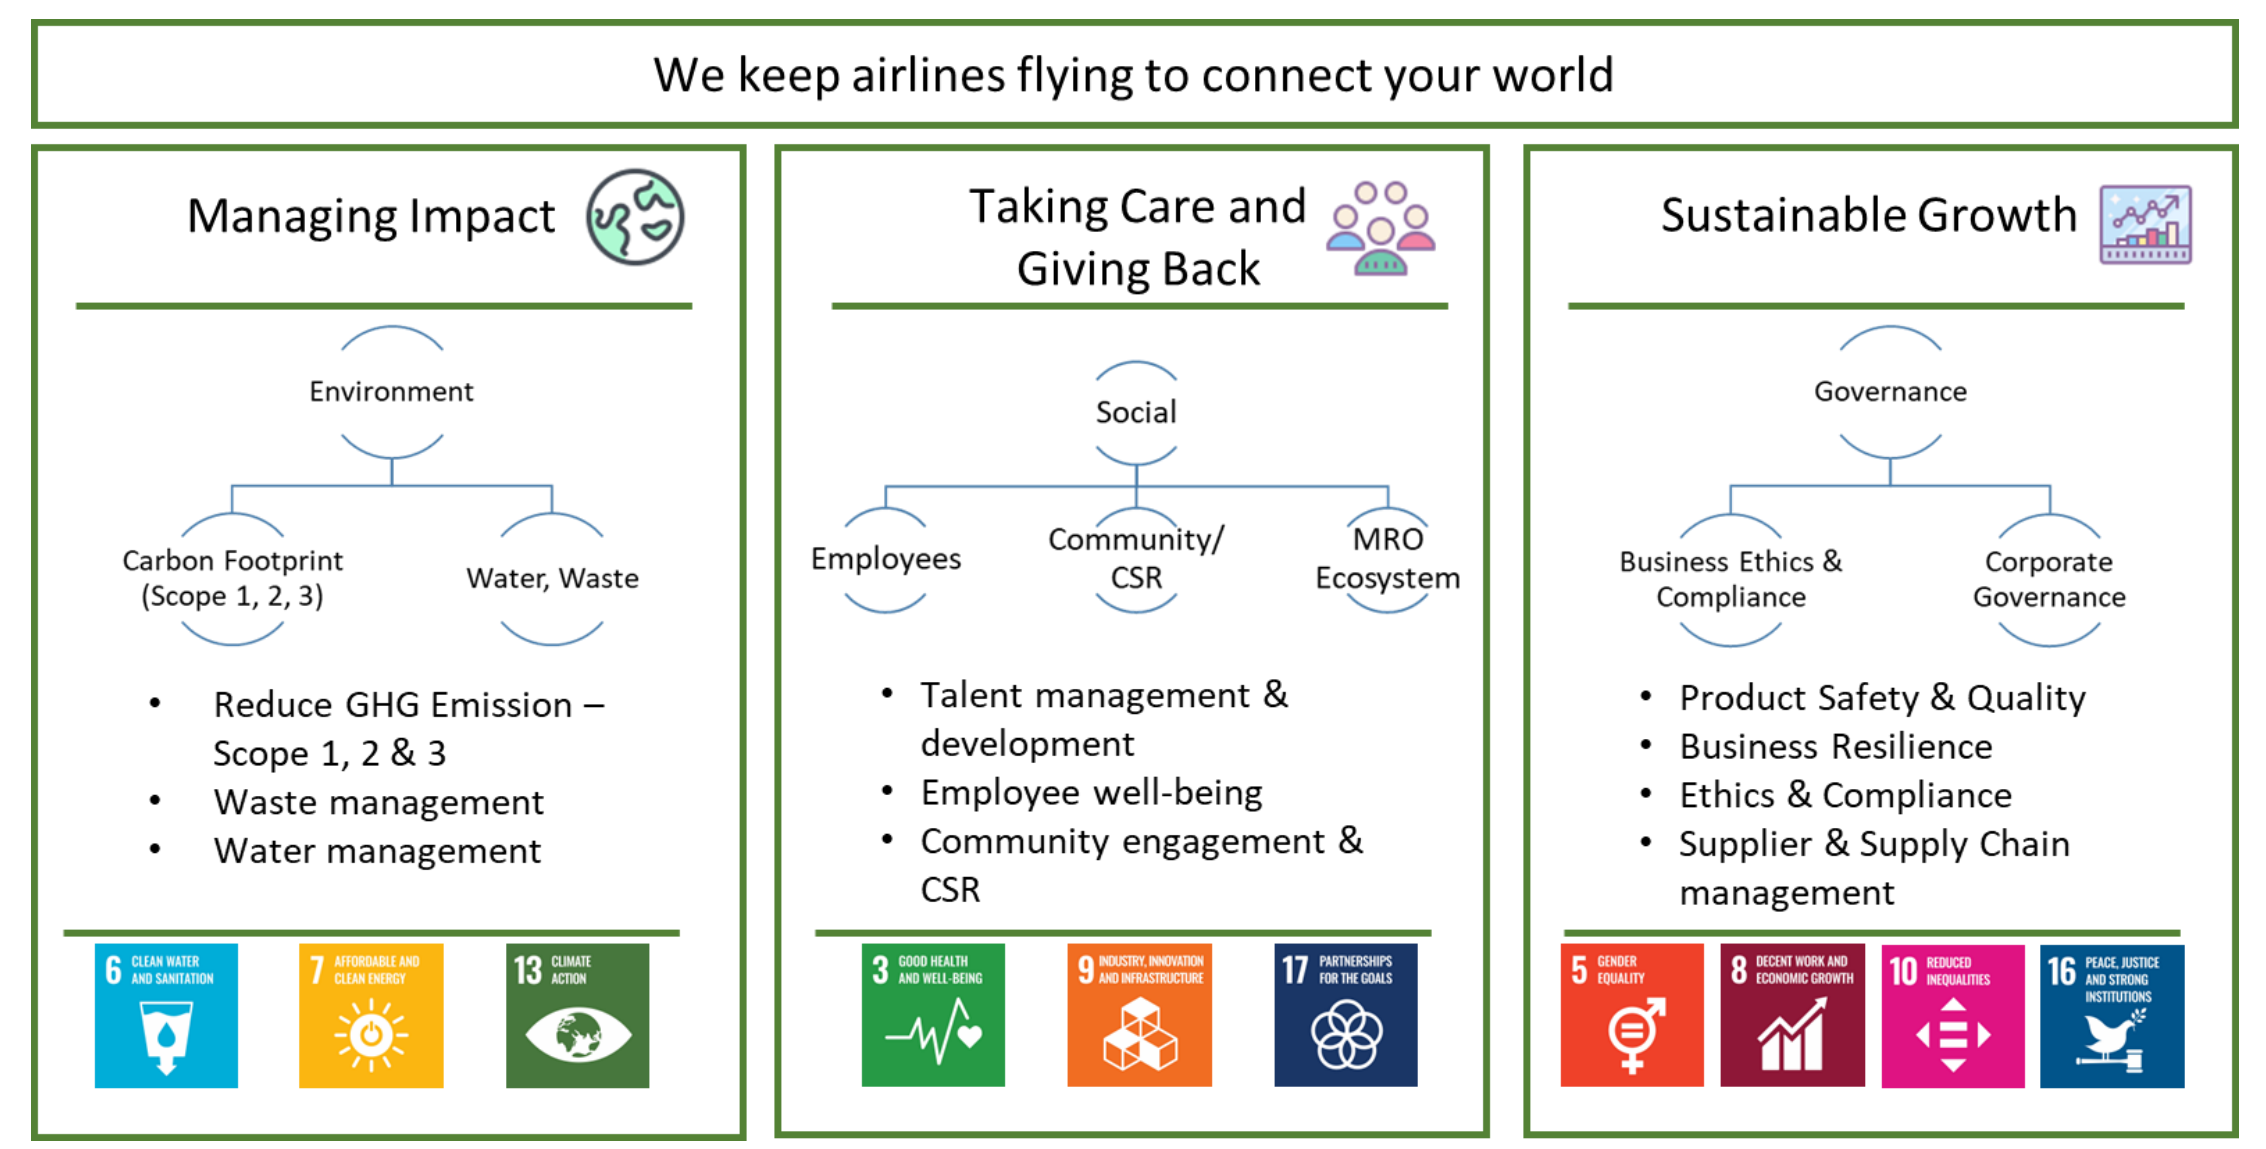 We keep airlines flying to connect your world
Managing Impact
Environment
Carbon Footprint
(Scope 1, 2, 3)
Water, Waste
• Reduce GHG Emission –
Scope 1, 2 & 3
• Waste management
• Water management
6 CLEAN WATER
AND SANITATION
7 AFFORDABLE AND
CLEAN ENERGY
13 CLIMATE
ACTION
Taking Care and
Giving Back
Social
Employees
Community/
CSR
MRO
Ecosystem
• Talent management &
development
• Employee well-being
• Community engagement &
CSR
3 GOOD HEALTH
AND WELL-BEING
9 INDUSTRY, INNOVATION
AND INFRASTRUCTURE
17 PARTNERSHIPS
FOR THE GOALS
Sustainable Growth
Governance
Business Ethics &
Compliance
Corporate
Governance
• Product Safety & Quality
• Business Resilience
• Ethics & Compliance
• Supplier & Supply Chain
management
5 GENDER
EQUALITY
8 DECENT WORK AND
ECONOMIC GROWTH
10 REDUCED
INEQUALITIES
16 PEACE, JUSTICE
AND STRONG
INSTITUTIONS